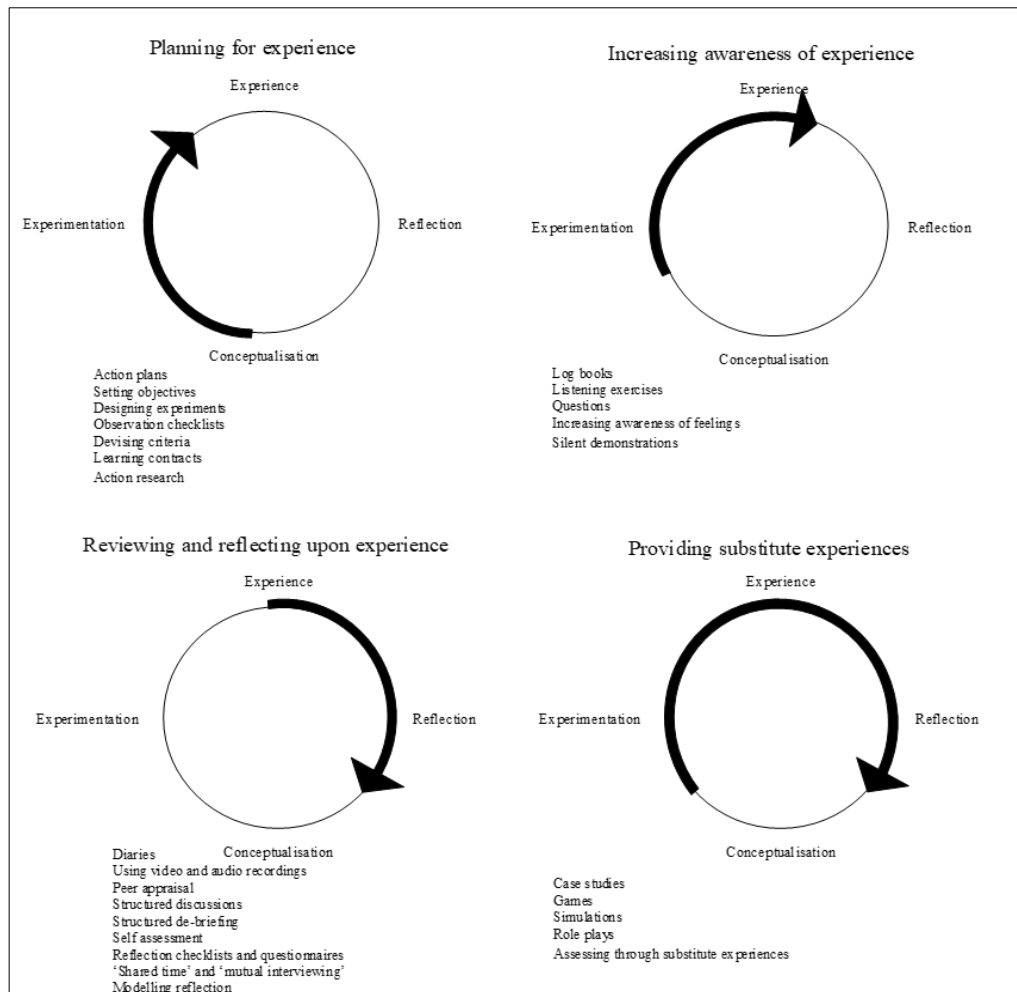 Planning for experience
Experience
Experimentation
Reflection
Conceptualisation
Action plans
Setting objectives
Designing experiments
Observation checklists
Devising criteria
Learning contracts
Action research
Increasing awareness of experience
Experience
Experimentation
Reflection
Conceptualisation
Log books
Listening exercises
Questions
Increasing awareness of feelings
Silent demonstrations
Reviewing and reflecting upon experience
Experience
Experimentation
Reflection
Conceptualisation
Diaries
Using video and audio recordings
Peer appraisal
Structured discussions
Structured de-briefing
Self assessment
Reflection checklists and questionnaires
‘Shared time’ and ‘mutual interviewing’
Modelling reflection
Providing substitute experiences
Experience
Experimentation
Reflection
Conceptualisation
Case studies
Games
Simulations
Role plays
Assessing through substitute experiences